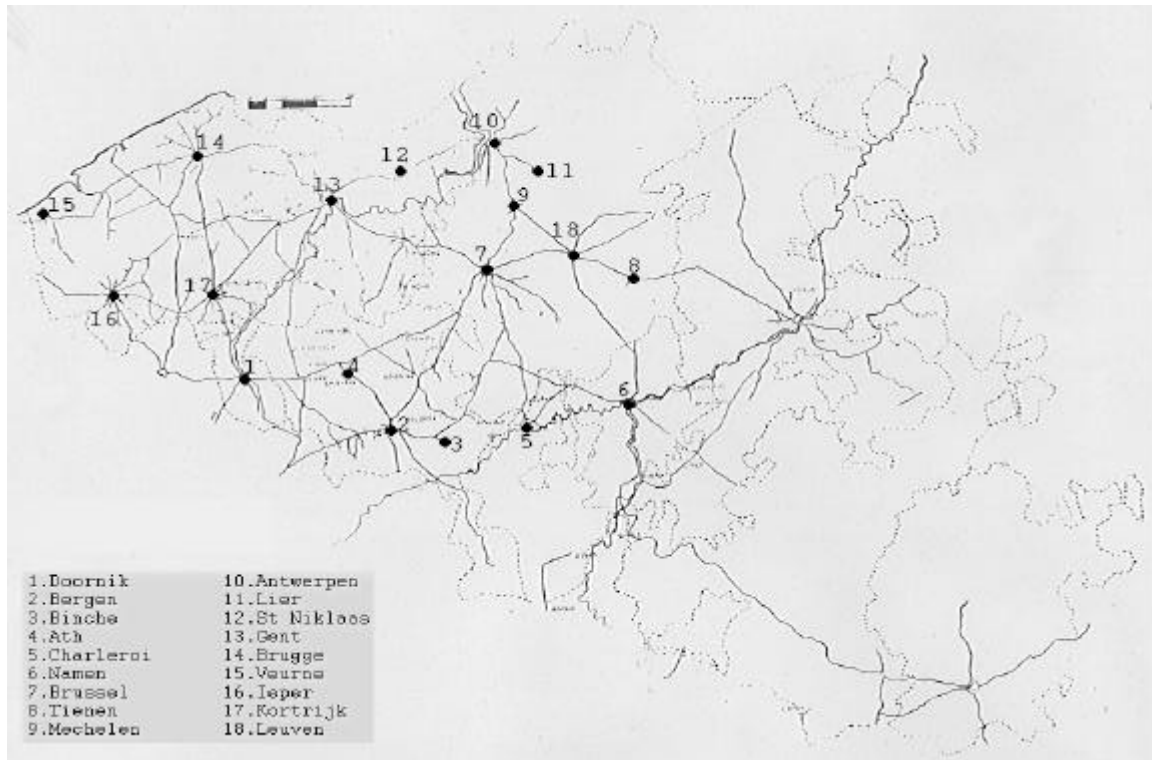 10
14
12
11
13
15
9
18
7
8
17
16
1
4
6
2
3
5
1.Doornik
2.Bergen
3.Binche
4.Ath
5.Charleroi
6.Namen
7.Brussel
8.Tienen
9.Mechelen
10.Antwerpen
11.Lier
12.St Niklaas
13.Gent
14.Brugge
15.Veurne
16.Ieper
17.Kortrijk
18.Leuven